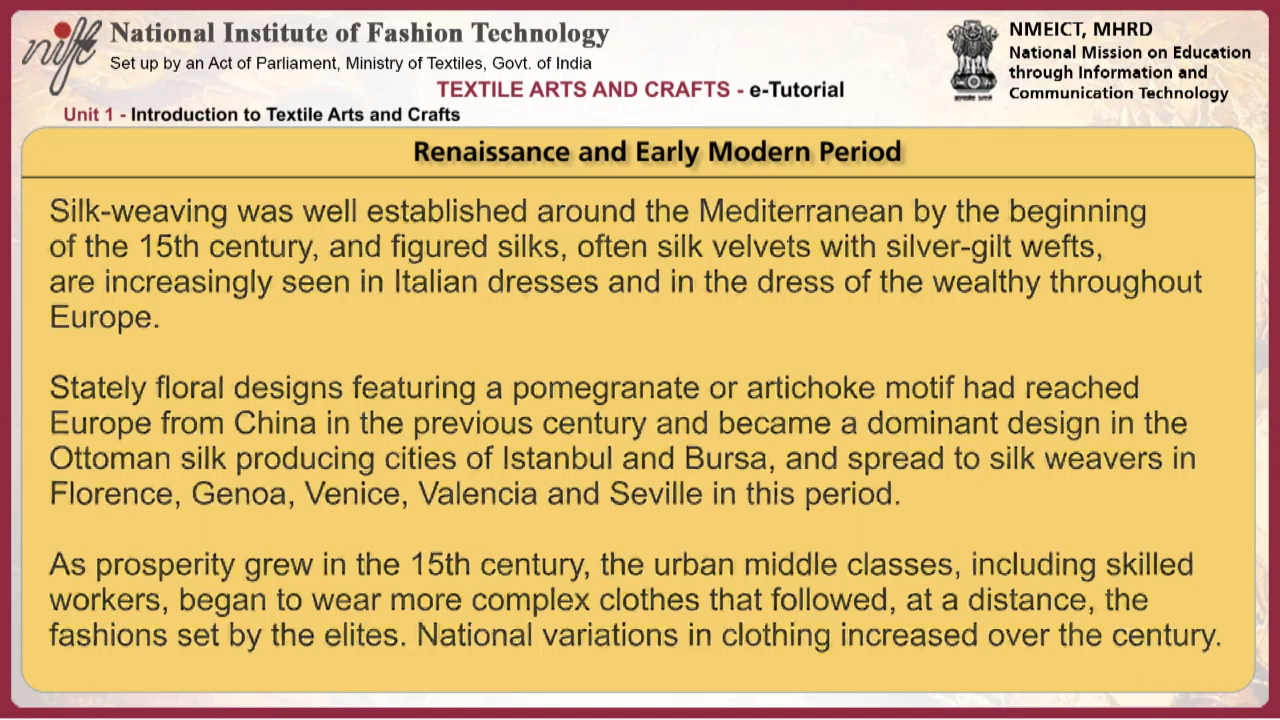 nift
National Institute of Fashion Technology
Set up by an Act of Parliament, Ministry of Textiles, Govt. of India
NMEICT, MHRD
National Mission on Education
through Information and
Communication Technology
TEXTILE ARTS AND CRAFTS - e-Tutorial
Unit 1 - Introduction to Textile Arts and Crafts
Renaissance and Early Modern Period
Silk-weaving was well established around the Mediterranean by the beginning
of the 15th century, and figured silks, often silk velvets with silver-gilt wefts,
are increasingly seen in Italian dresses and in the dress of the wealthy throughout
Europe.
Stately floral designs featuring a pomegranate or artichoke motif had reached
Europe from China in the previous century and became a dominant design in the
Ottoman silk producing cities of Istanbul and Bursa, and spread to silk weavers in
Florence, Genoa, Venice, Valencia and Seville in this period.
As prosperity grew in the 15th century, the urban middle classes, including skilled
workers, began to wear more complex clothes that followed, at a distance, the
fashions set by the elites. National variations in clothing increased over the century.